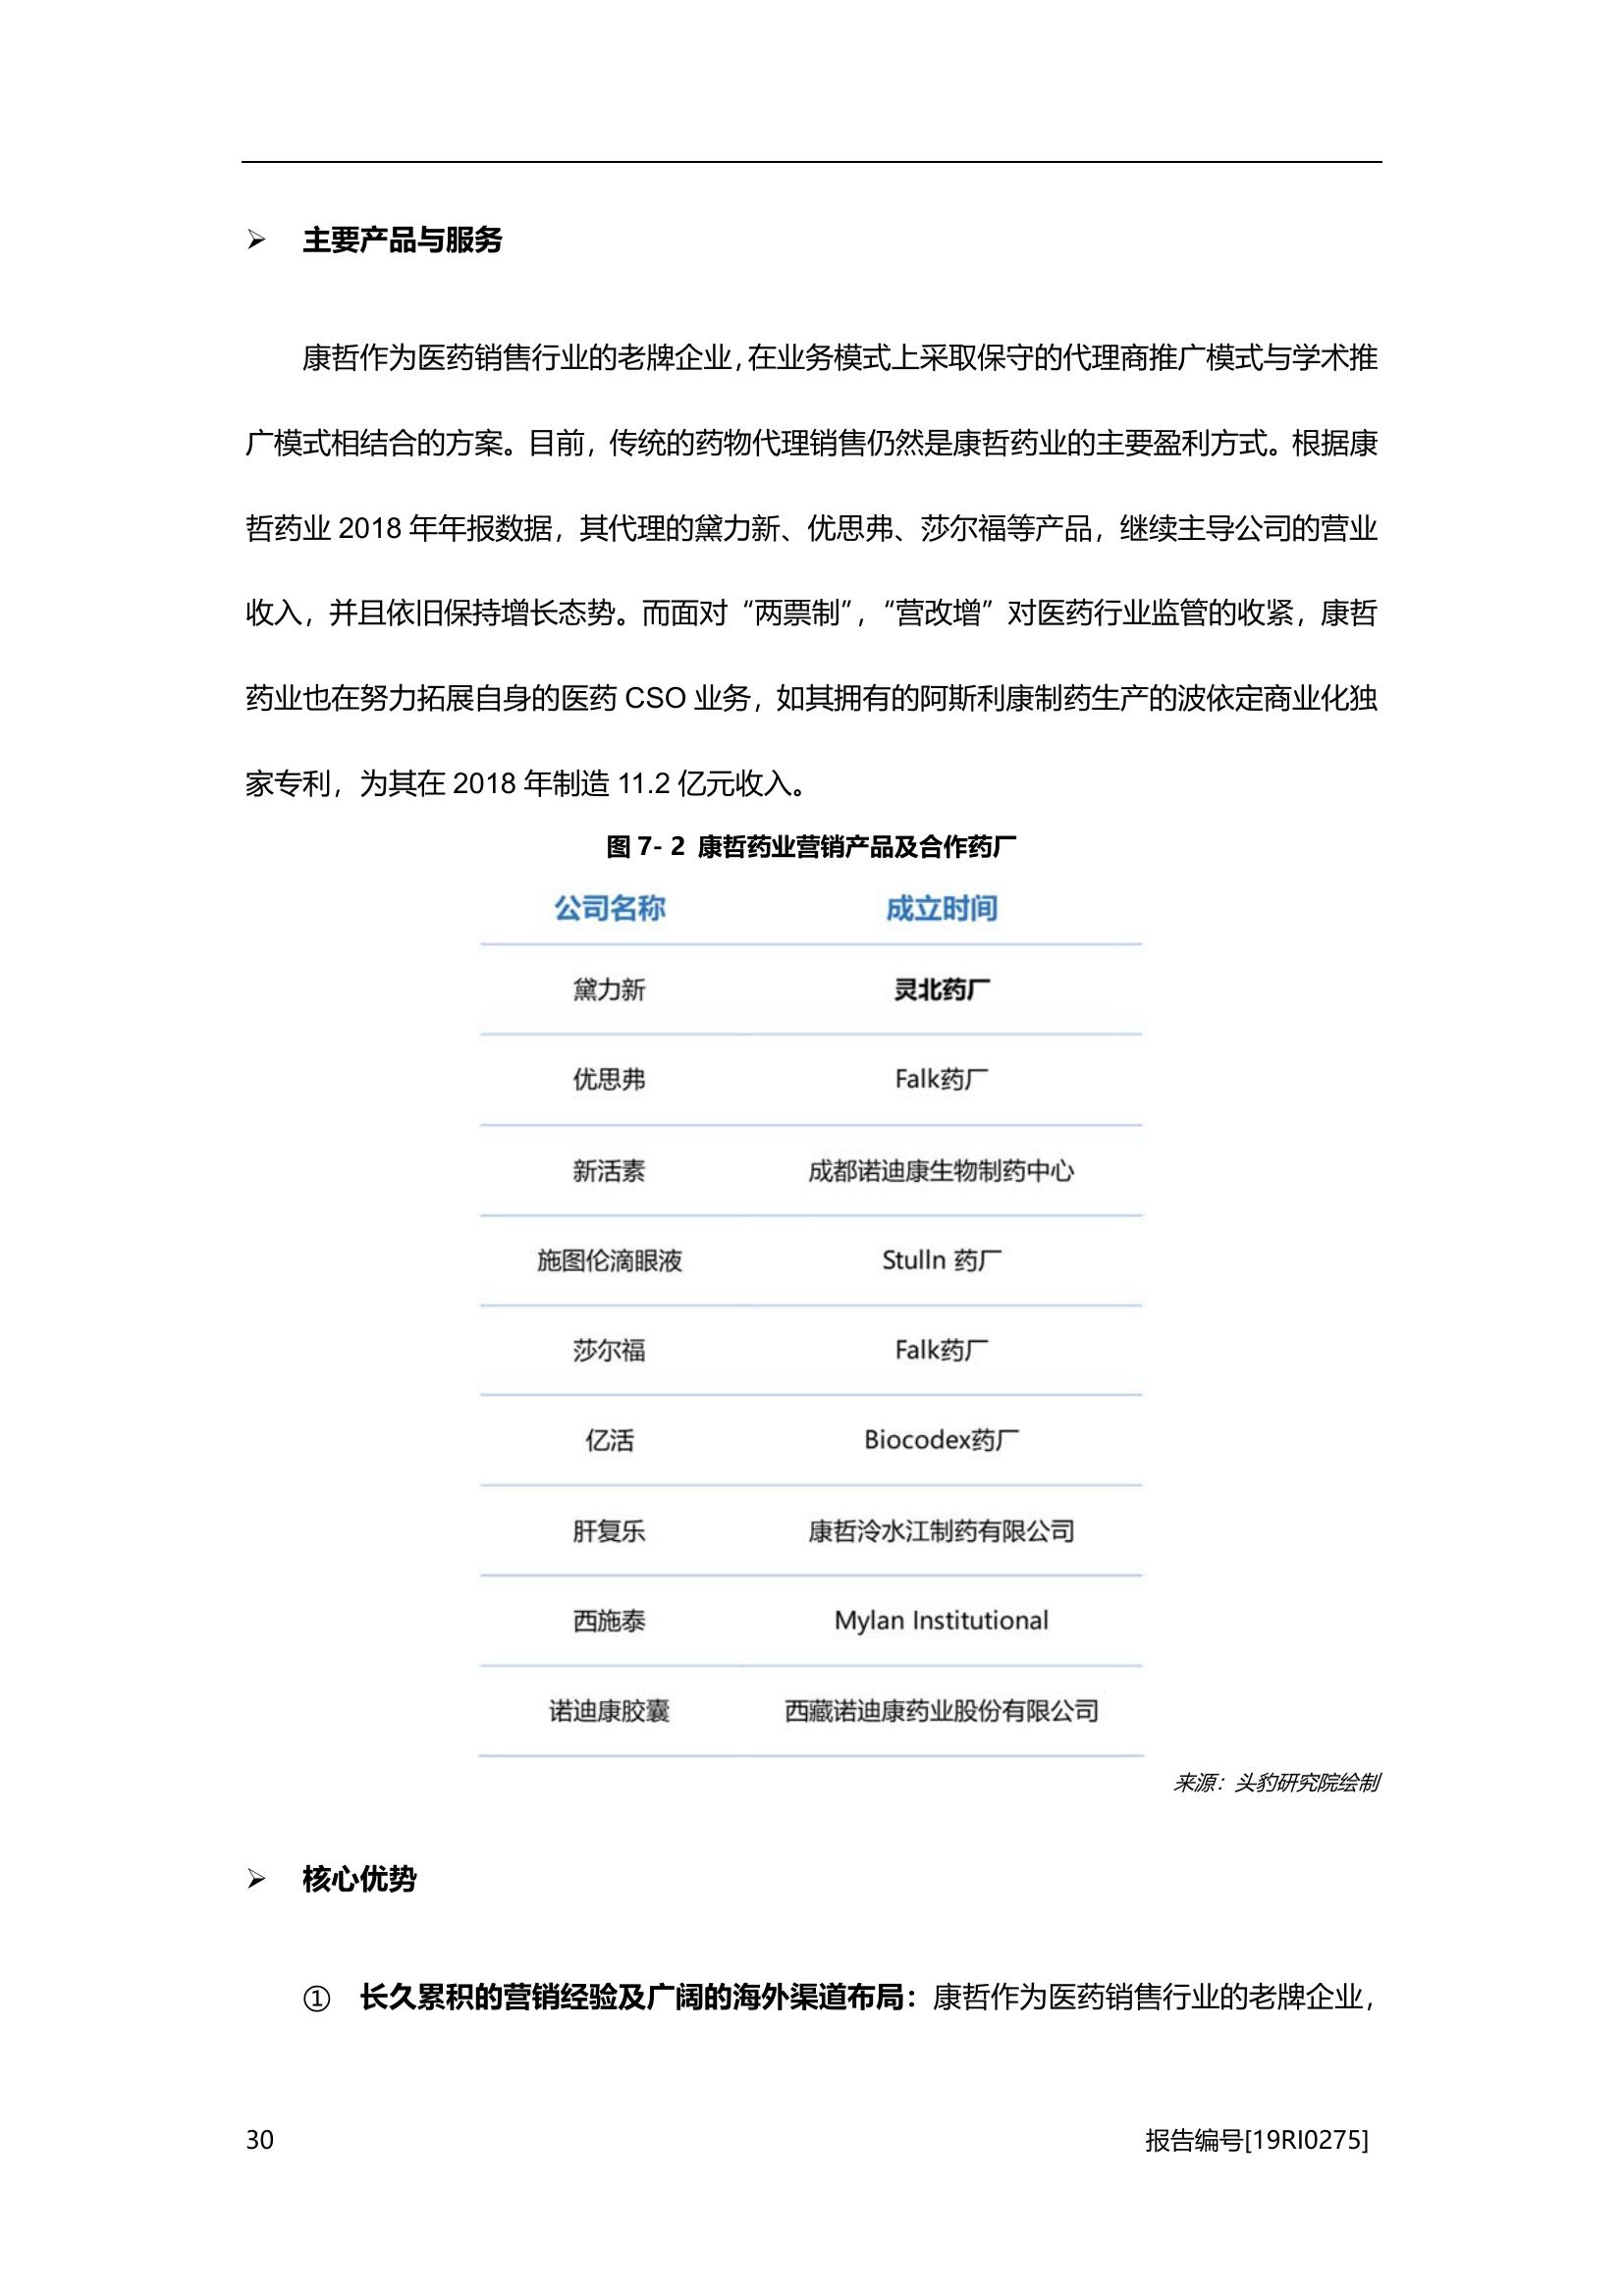 ➢ 主要产品与服务
康哲作为医药销售行业的老牌企业，在业务模式上采取保守的代理商推广模式与学术推
广模式相结合的方案。目前，传统的药物代理销售仍然是康哲药业的主要盈利方式。根据康
哲药业 2018 年年报数据，其代理的黛力新、优思弗、莎尔福等产品，继续主导公司的营业
收入，并且依旧保持增长态势。而面对“两票制”，“营改增”对医药行业监管的收紧，康哲
药业也在努力拓展自身的医药 CSO 业务，如其拥有的阿斯利康制药生产的波依定商业化独
家专利，为其在 2018 年制造 11.2 亿元收入。
图 7- 2 康哲药业营销产品及合作药厂
公司名称 成立时间
黛力新 灵北药厂
优思弗 Falk药厂
新活素 成都诺迪康生物制药中心
施图伦滴眼液 Stulln 药厂
莎尔福 Falk药厂
亿活 Biocodex药厂
肝复乐 康哲泠水江制药有限公司
西施泰 Mylan Institutional
诺迪康胶囊 西藏诺迪康药业股份有限公司
来源：头豹研究院绘制
➢ 核心优势
① 长久累积的营销经验及广阔的海外渠道布局：康哲作为医药销售行业的老牌企业，
30 报告编号[19RI0275]